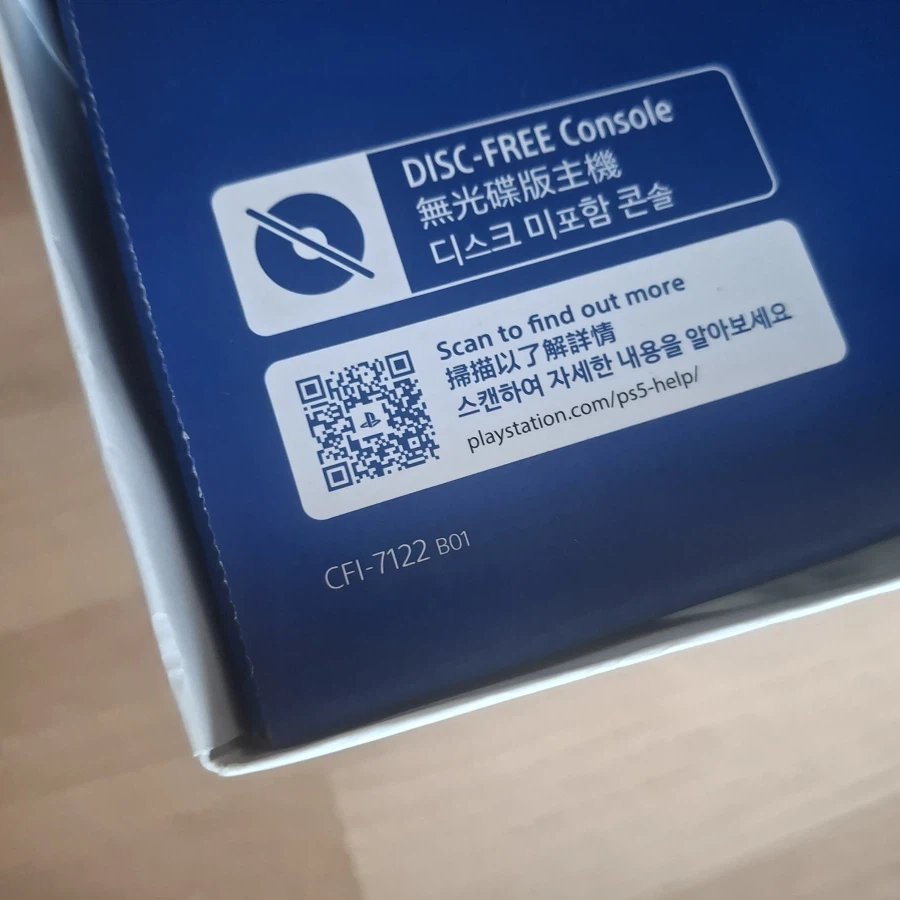 DISC-FREE Console
無光碟版主機
디스크 미포함 콘솔
Scan to find out more
掃描以了解詳情
스캔하여 자세한 내용을 알아보세요
playstation.com/ps5-help/
CFI-7122 B01